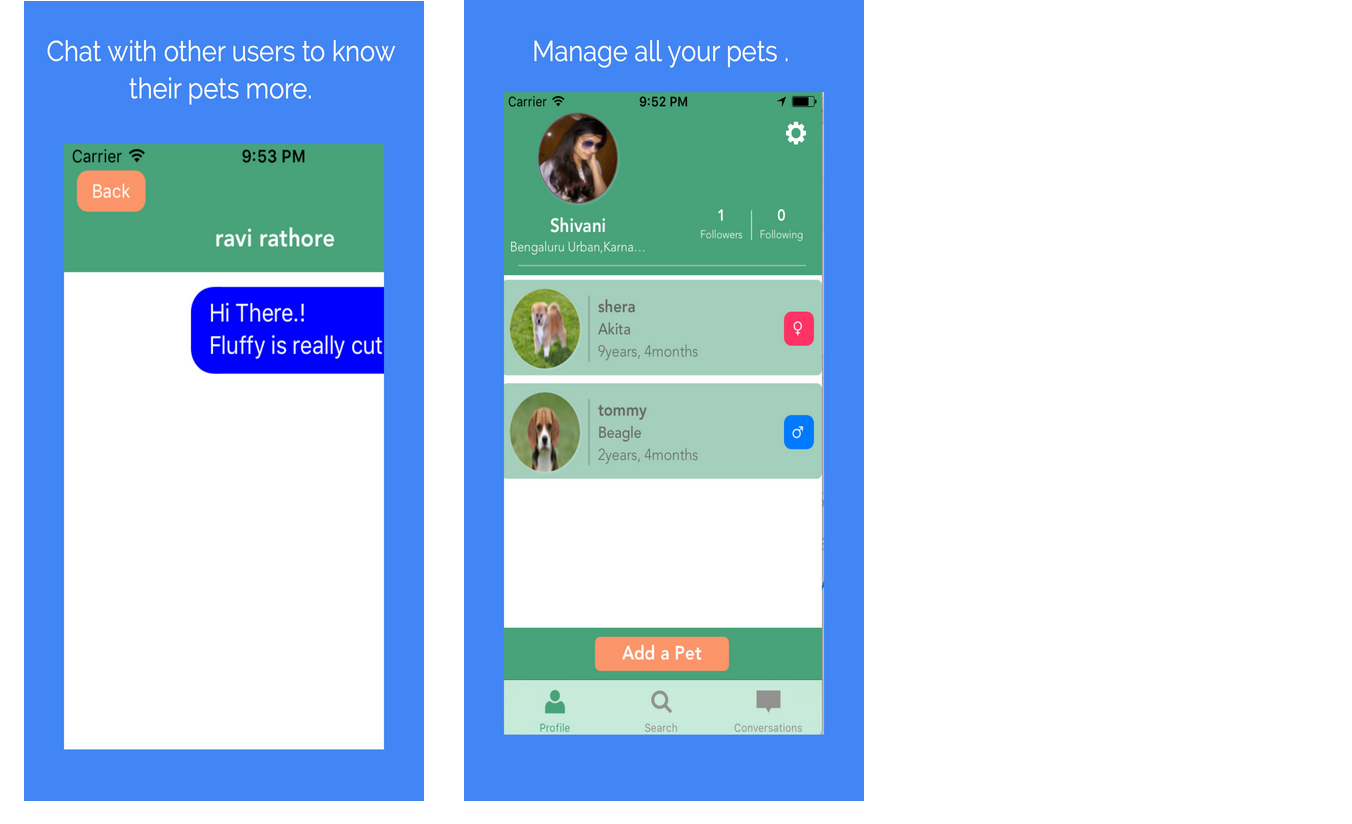 Chat with other users to know
their pets more.
Carrier
9:53 PM
Back
ravi rathore
Hi There.!
Fluffy is really cut
Manage all your pets .
Carrier
9:52 PM
Shivani
Bengaluru Urban,Karna...
1
Followers
0
Following
shera
Akita
9years, 4months
tommy
Beagle
2years, 4months
Add a Pet
Profile
Search
Conversations